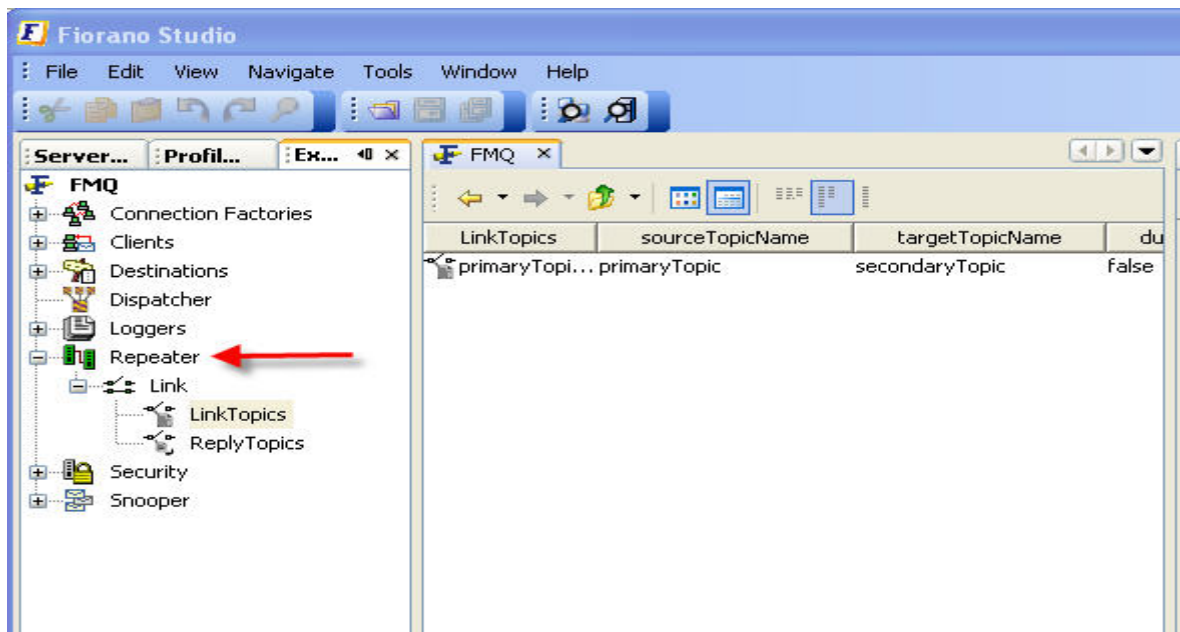 Fiorano Studio
File Edit View Navigate Tools Window Help
Server... Profil... Ex...
FMQ
Connection Factories
Clients
Destinations
Dispatcher
Loggers
Repeater
Link
LinkTopics
ReplyTopics
Security
Snooper
FMQ
LinkTopics sourceTopicName targetTopicName du
primaryTopi... primaryTopic secondaryTopic false